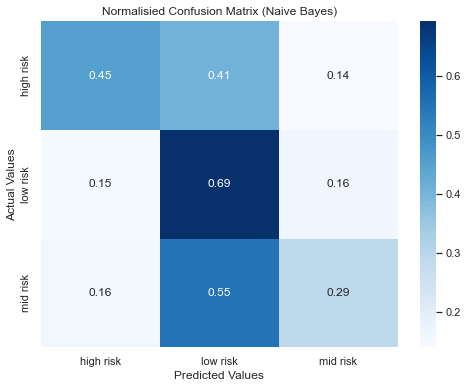 Normalisied Confusion Matrix (Naive Bayes)
Actual Values
high risk
0.45 0.41 0.14
low risk
0.15 0.69 0.16
mid risk
0.16 0.55 0.29
high risk low risk mid risk
Predicted Values
0.6
0.5
0.4
0.3
0.2